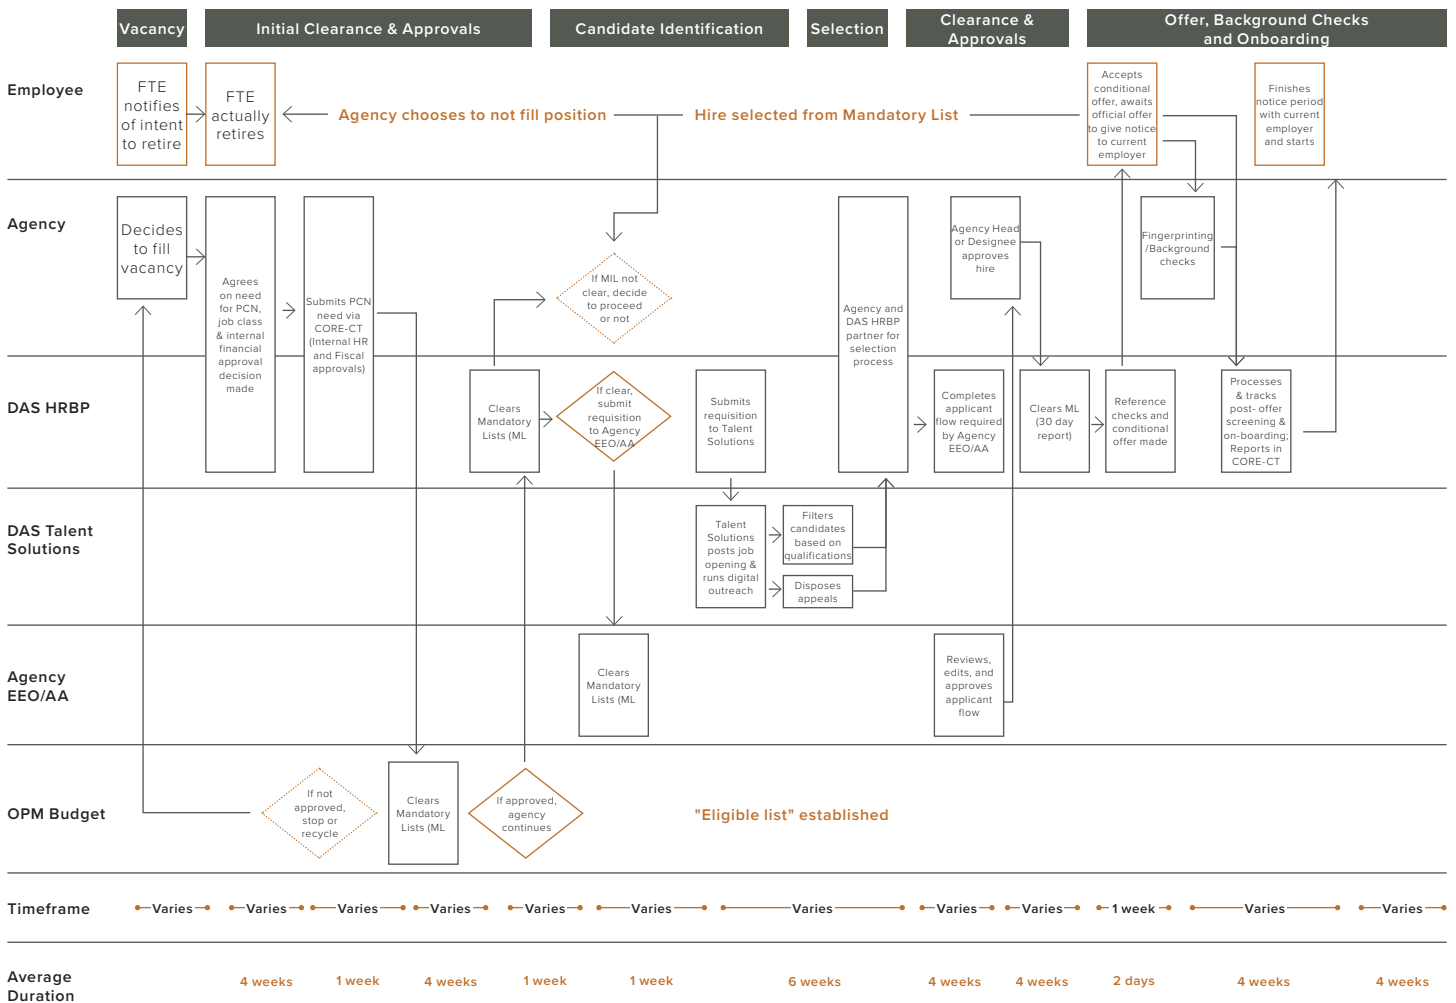 Vacancy
Initial Clearance & Approvals
Candidate Identification
Selection
Clearance &
Approvals
Offer, Background Checks
and Onboarding
Employee
FTE
notifies
of intent
to retire
FTE
actually
retires
Agency chooses to not fill position
Hire selected from Mandatory List
Accepts
conditional
offer, awaits
official offer
to give notice
to current
employer
Finishes
notice period
with current
employer
and starts
Agency
Decides
to fill
vacancy
Agrees
on need
for PCN,
job class
& internal
financial
approval
decision
made
Submits PCN
need via
CORE-CT
(Internal HR
and Fiscal
approvals)
If MIL not
clear, decide
to proceed
or not
Agency and
DAS HRBP
partner for
selection
process
Agency Head
or Designee
approves
hire
Fingerprinting
/Background
checks
DAS HRBP
Clears
Mandatory
Lists (ML
If clear,
submit
requisition
to Agency
EEO/AA
Submits
requisition
to Talent
Solutions
Completes
applicant
flow required
by Agency
EEO/AA
Clears ML
(30 day
report)
Reference
checks and
conditional
offer made
Processes
& tracks
post- offer
screening &
on-boarding;
Reports in
CORE-CT
DAS Talent
Solutions
Talent
Solutions
posts job
opening &
runs digital
outreach
Filters
candidates
based on
qualifications
Disposes
appeals
Agency
EEO/AA
Clears
Mandatory
Lists (ML
Reviews,
edits, and
approves
applicant
flow
OPM Budget
If not
approved,
stop or
recycle
Clears
Mandatory
Lists (ML
If approved,
agency
continues
"Eligible list" established
Timeframe
Varies
Varies
Varies
Varies
Varies
Varies
Varies
Varies
Varies
1 week
Varies
Varies
Average
Duration
4 weeks
1 week
4 weeks
1 week
1 week
6 weeks
4 weeks
4 weeks
2 days
4 weeks
4 weeks